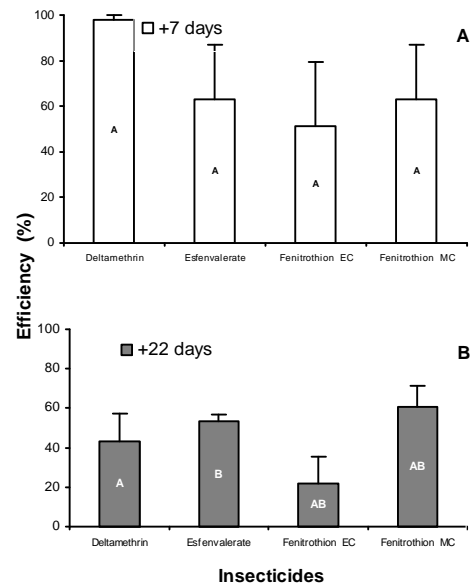 +7 days
A
100
80
60
40
20
0
A
A
A
A
Deltamethrin
Esfenvalerate
Fenitrothion EC
Fenitrothion MC
Efficiency (%)
+22 days
B
100
80
60
40
20
0
A
B
AB
AB
Deltamethrin
Esfenvalerate
Fenitrothion EC
Fenitrothion MC
Insecticides